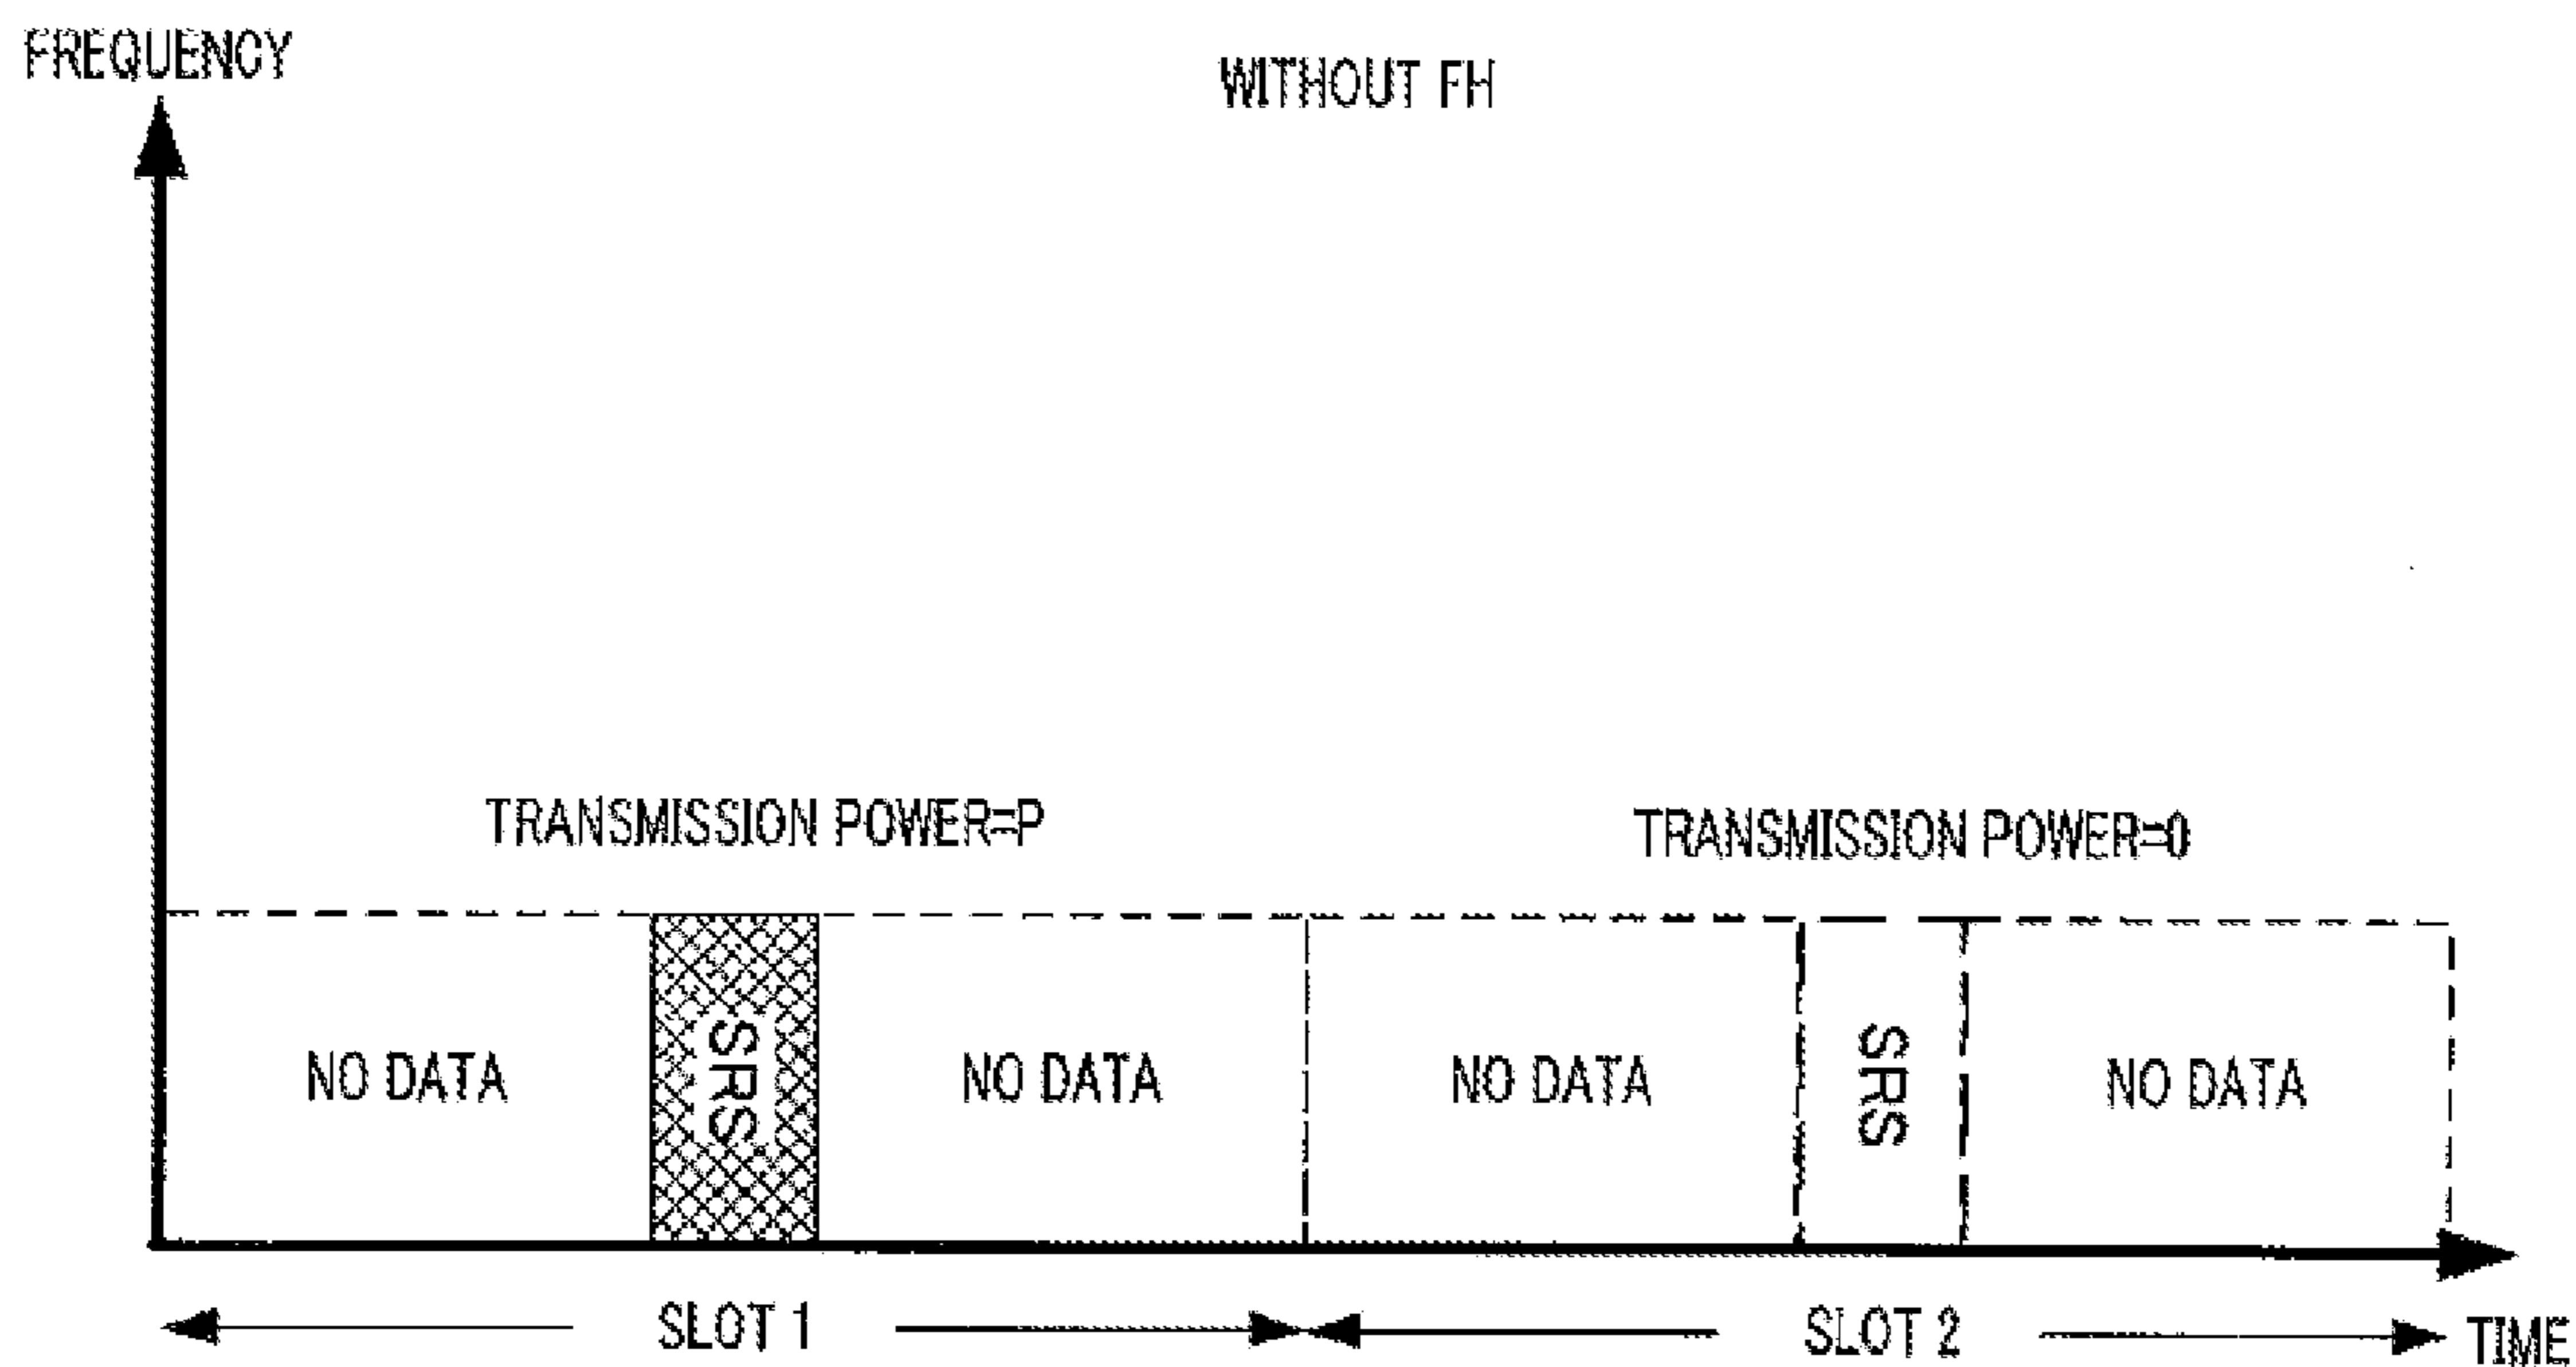 FREQUENCY
WITHOUT FH
TRANSMISSION POWER=P
TRANSMISSION POWER=0
NO DATA
SRS
NO DATA
NO DATA
SRS
NO DATA
SLOT 1
SLOT 2
TIME